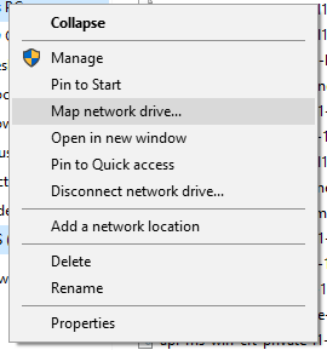 Collapse
Manage
Pin to Start
Map network drive...
Open in new window
Pin to Quick access
Disconnect network drive...
Add a network location
Delete
Rename
Properties